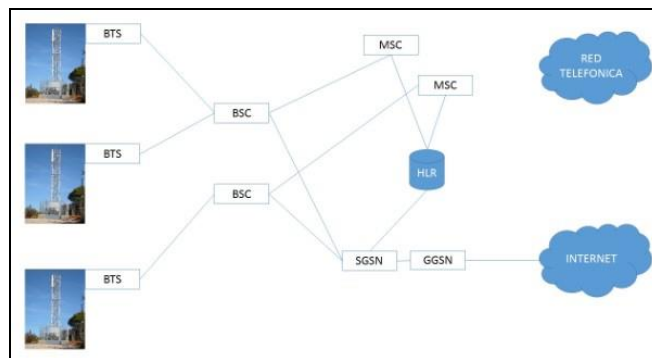 BTS
MSC
RED
TELEFONICA
MSC
BSC
BTS
HLR
BSC
SGSN
GGSN
INTERNET
BTS